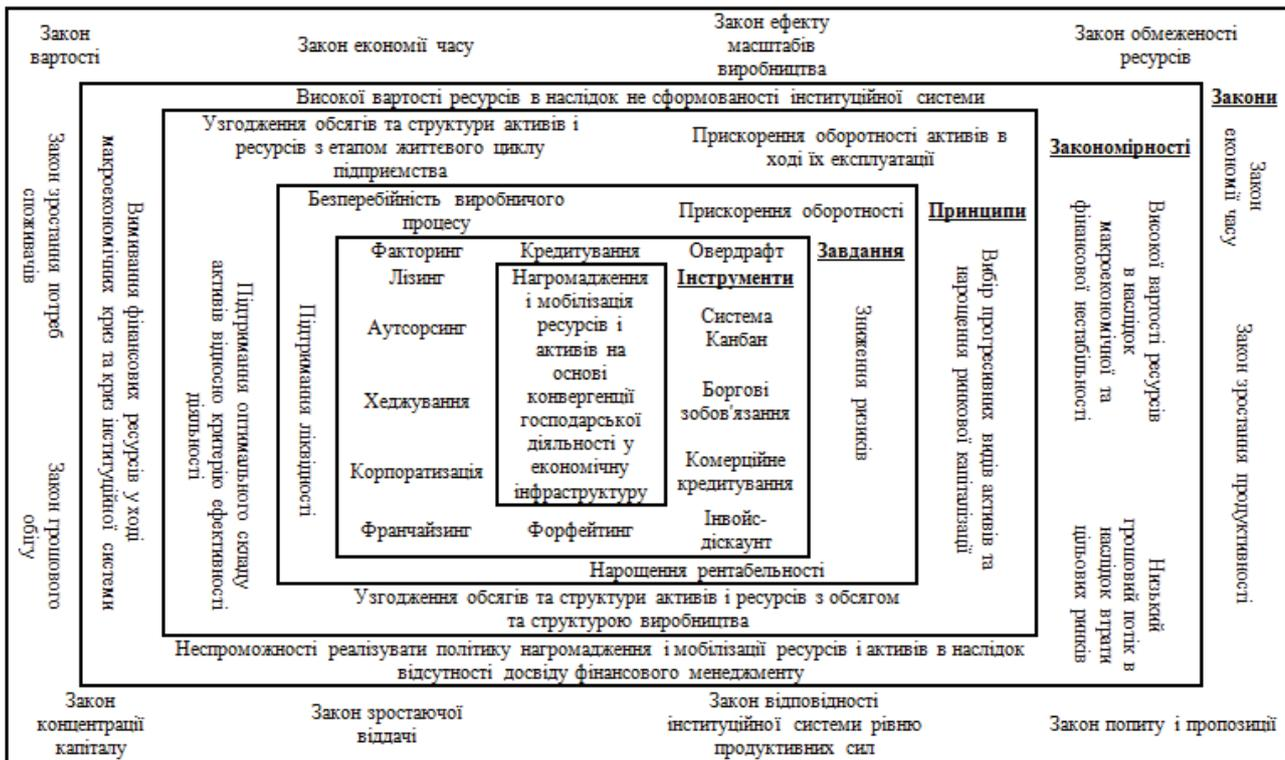 Закон
вартості
Закон економії часу
Закон ефекту
масштабів
виробництва
Закон обмеженості
ресурсів
Високої вартості ресурсів в наслідок не сформованості інституційної системи
Закони
Узгодження обсягів та структури активів і
ресурсів з етапом життєвого циклу
підприємства
Прискорення оборотності активів в
ході їх експлуатації
Закономірності
Безперебійність виробничого
процесу
Прискорення оборотності
Принципи
Факторинг
Кредитування
Овердрафт
Завдання
Лізинг
Аутсорсинг
Хеджування
Корпоратизація
Франчайзинг
Нагромадження
і мобілізація
ресурсів і
активів на
основі
конвергенції
господарської
діяльності у
економічну
інфраструктуру
Форфейтинг
Інструменти
Система
Канбан
Боргові
зобов'язання
Комерційне
кредитування
Інвойс-
діскаунт
Закон зростання потреб
споживачів
Закон грошового
обігу
Вимивання фінансових ресурсів у ході
макроекономічних криз та криз інституційної системи
Підтримання оптимального складу
активів відносно критерію ефективності
діяльності
Підтримання ліквідності
Зниження ризиків
Вибір прогресивних видів активів та
нарощення ринкової капіталізації
Високої вартості ресурсів
в наслідок
макроекономічної та
фінансової нестабільності
Низький
грошовий потік в
наслідок втрати
цільових ринків
Закон
економії часу
Закон зростання продуктивності
Нарощення рентабельності
Узгодження обсягів та структури активів і ресурсів з обсягом
та структурою виробництва
Неспроможності реалізувати політику нагромадження і мобілізації ресурсів і активів в наслідок
відсутності досвіду фінансового менеджменту
Закон
концентрації
капіталу
Закон зростаючої
віддачі
Закон відповідності
інституційної системи рівню
продуктивних сил
Закон попиту і пропозиції